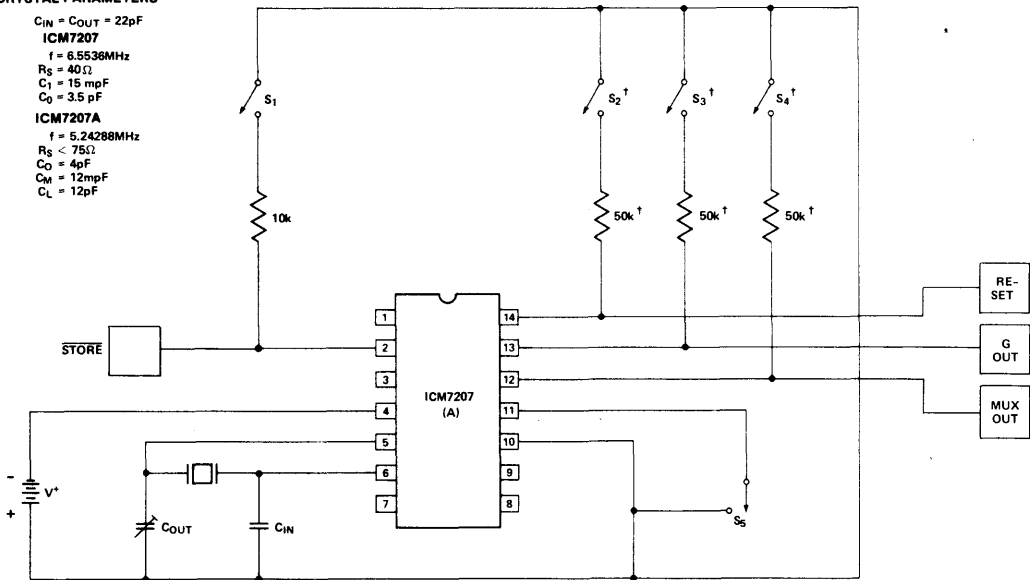 CRYSTAL PARAMETERS
CIN = COUT = 22pF
ICM7207
f = 6.5536MHz
RS = 40Ω
C1 = 15 mpF
C0 = 3.5 pF
ICM7207A
f = 5.24288MHz
RS < 75Ω
CO = 4pF
CM = 12mpF
CL = 12pF
S1
S2†
S3†
S4†
10k
50k†
50k†
50k†
RE-
SET
STORE
G
OUT
MUX
OUT
ICM7207
(A)
1
2
3
4
5
6
7
14
13
12
11
10
9
8
-
V+
+
COUT
CIN
S5